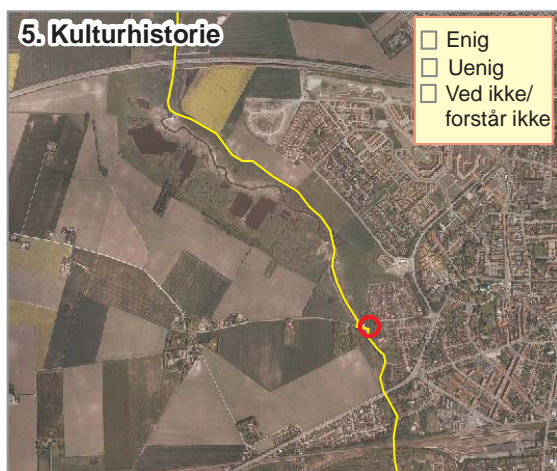 5. Kulturhistorie
Enig
Uenig
Ved ikke/
forstår ikke